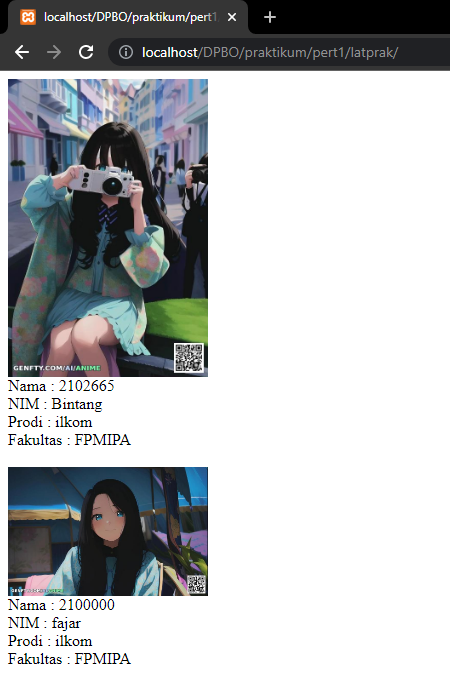 localhost/DPBO/praktikum/pert1
localhost/DPBO/praktikum/pert1/latprak/
GENFTY.COM/AI/ANIME
Nama : 2102665
NIM : Bintang
Prodi : ilkom
Fakultas : FPMIPA
Nama : 2100000
NIM : fajar
Prodi : ilkom
Fakultas : FPMIPA